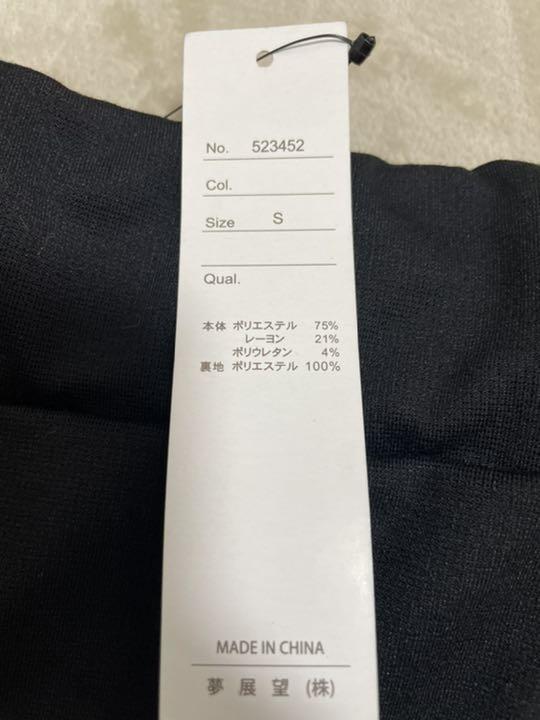 No. 523452
Col.
Size S
Qual.
本体 ポリエステル 75%
レーヨン 21%
ポリウレタン 4%
裏地 ポリエステル 100%
MADE IN CHINA
夢展望(株)